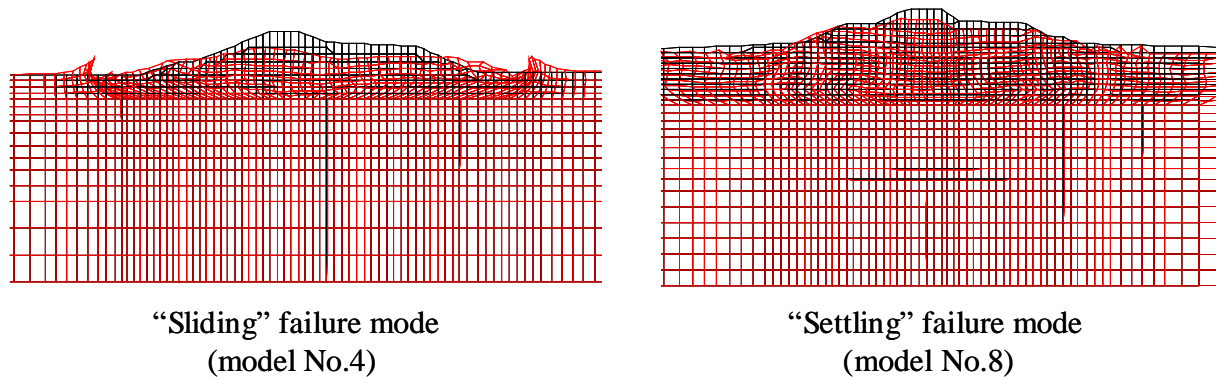 “Sliding” failure mode
(model No.4)
“Settling” failure mode
(model No.8)